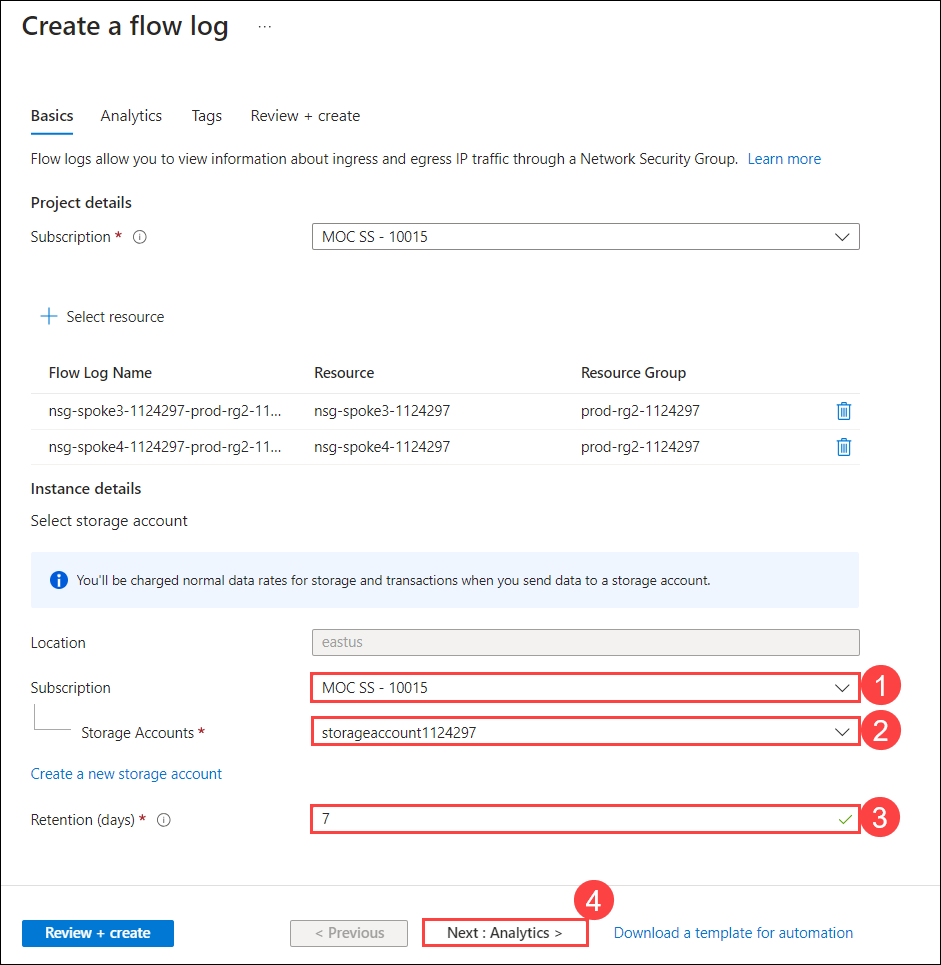 Create a flow log ...
Basics Analytics Tags Review + create
Flow logs allow you to view information about ingress and egress IP traffic through a Network Security Group. Learn more
Project details
Subscription * MOC SS - 10015
Select resource
Flow Log Name Resource Resource Group
nsg-spoke3-1124297-prod-rg2-11... nsg-spoke3-1124297 prod-rg2-1124297
nsg-spoke4-1124297-prod-rg2-11... nsg-spoke4-1124297 prod-rg2-1124297
Instance details
Select storage account
You'll be charged normal data rates for storage and transactions when you send data to a storage account.
Location eastus
Subscription MOC SS - 10015 1
Storage Accounts * storageaccount1124297 2
Create a new storage account
Retention (days) * 7 3
4
Review + create < Previous Next : Analytics > Download a template for automation